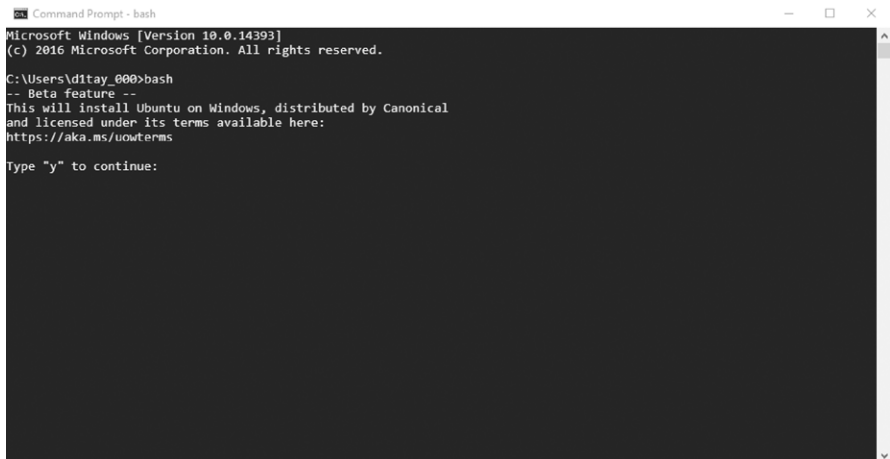 Command Prompt - bash
Microsoft Windows [Version 10.0.14393]
(c) 2016 Microsoft Corporation. All rights reserved.
C:\Users\d1tay_000>bash
-- Beta feature --
This will install Ubuntu on Windows, distributed by Canonical
and licensed under its terms available here:
https://aka.ms/uowterms
Type "y" to continue: